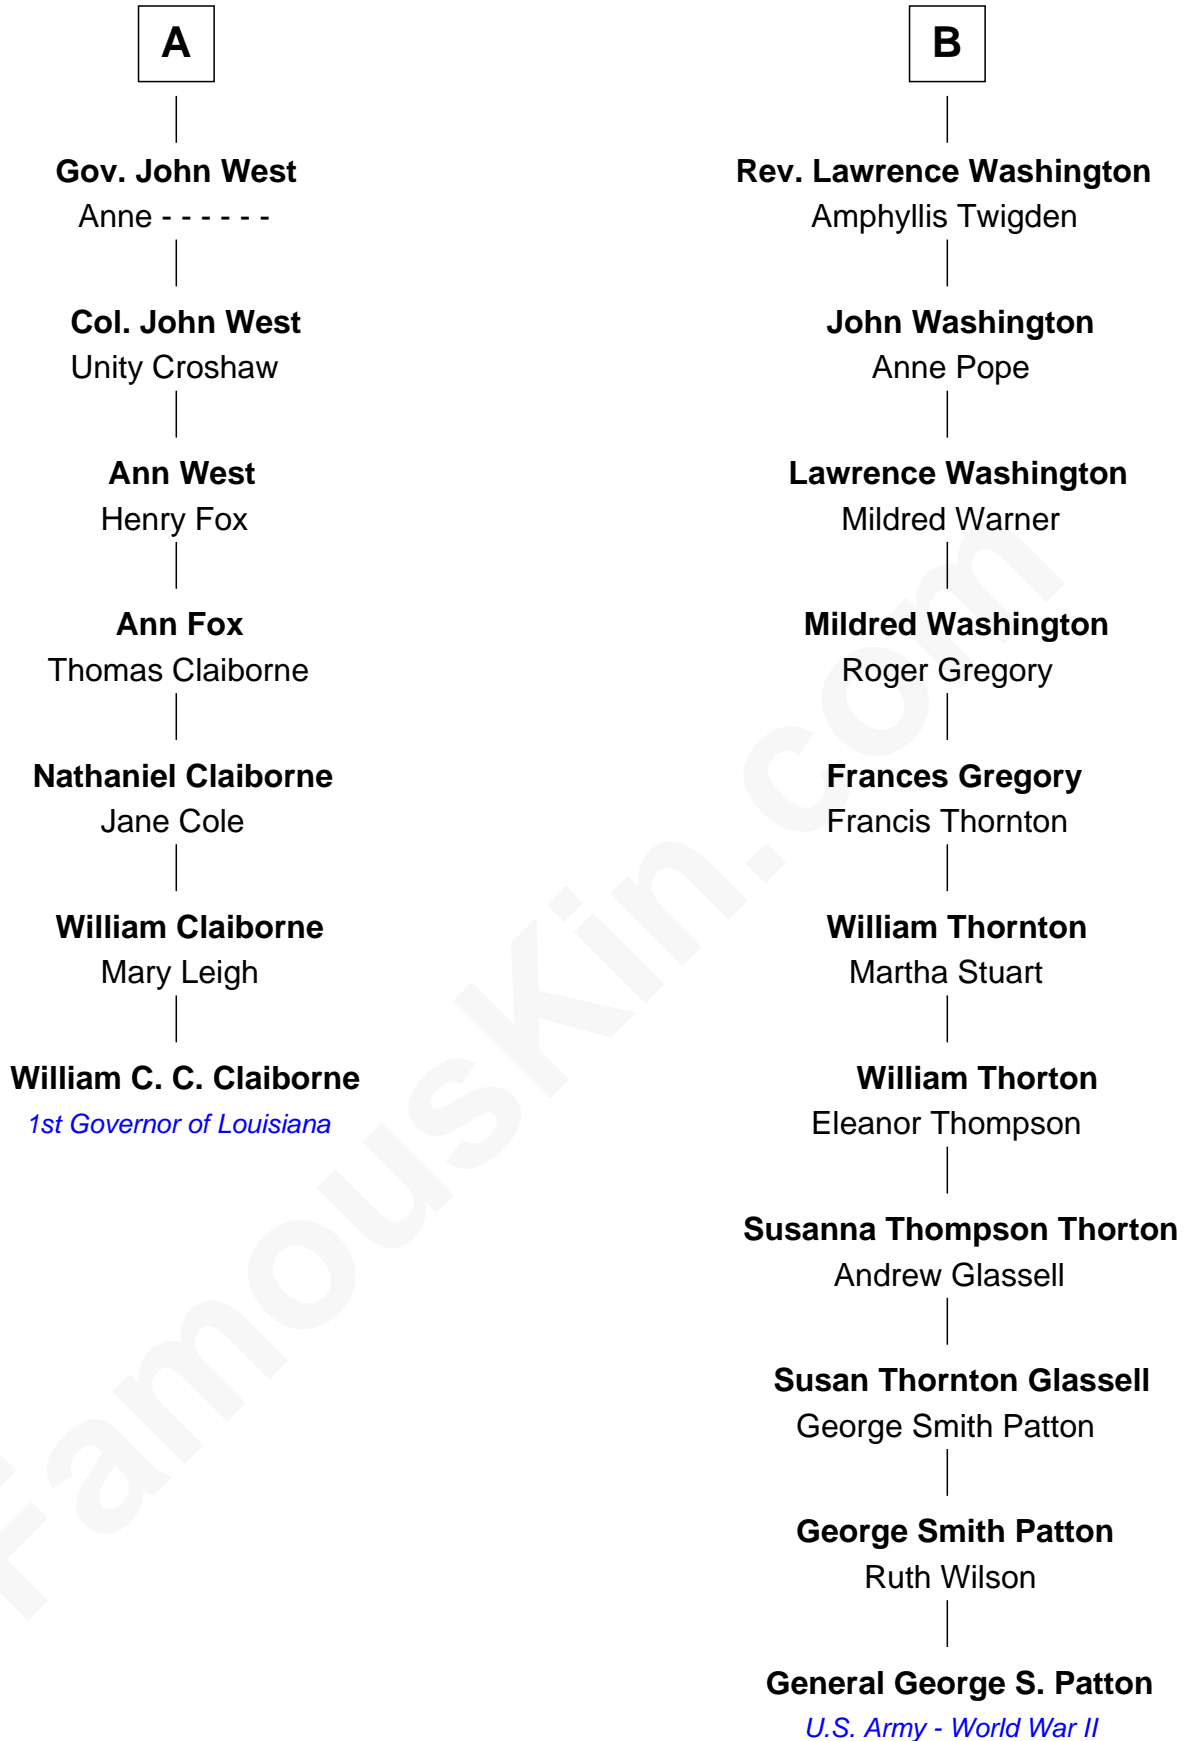 A
Gov. John West
Anne - - - - - -
Col. John West
Unity Croshaw
Ann West
Henry Fox
Ann Fox
Thomas Claiborne
Nathaniel Claiborne
Jane Cole
William Claiborne
Mary Leigh
William C. C. Claiborne
1st Governor of Louisiana
B
Rev. Lawrence Washington
Amphyllis Twigden
John Washington
Anne Pope
Lawrence Washington
Mildred Warner
Mildred Washington
Roger Gregory
Frances Gregory
Francis Thornton
William Thornton
Martha Stuart
William Thorton
Eleanor Thompson
Susanna Thompson Thorton
Andrew Glassell
Susan Thornton Glassell
George Smith Patton
George Smith Patton
Ruth Wilson
General George S. Patton
U.S. Army - World War II
FamousKin.com